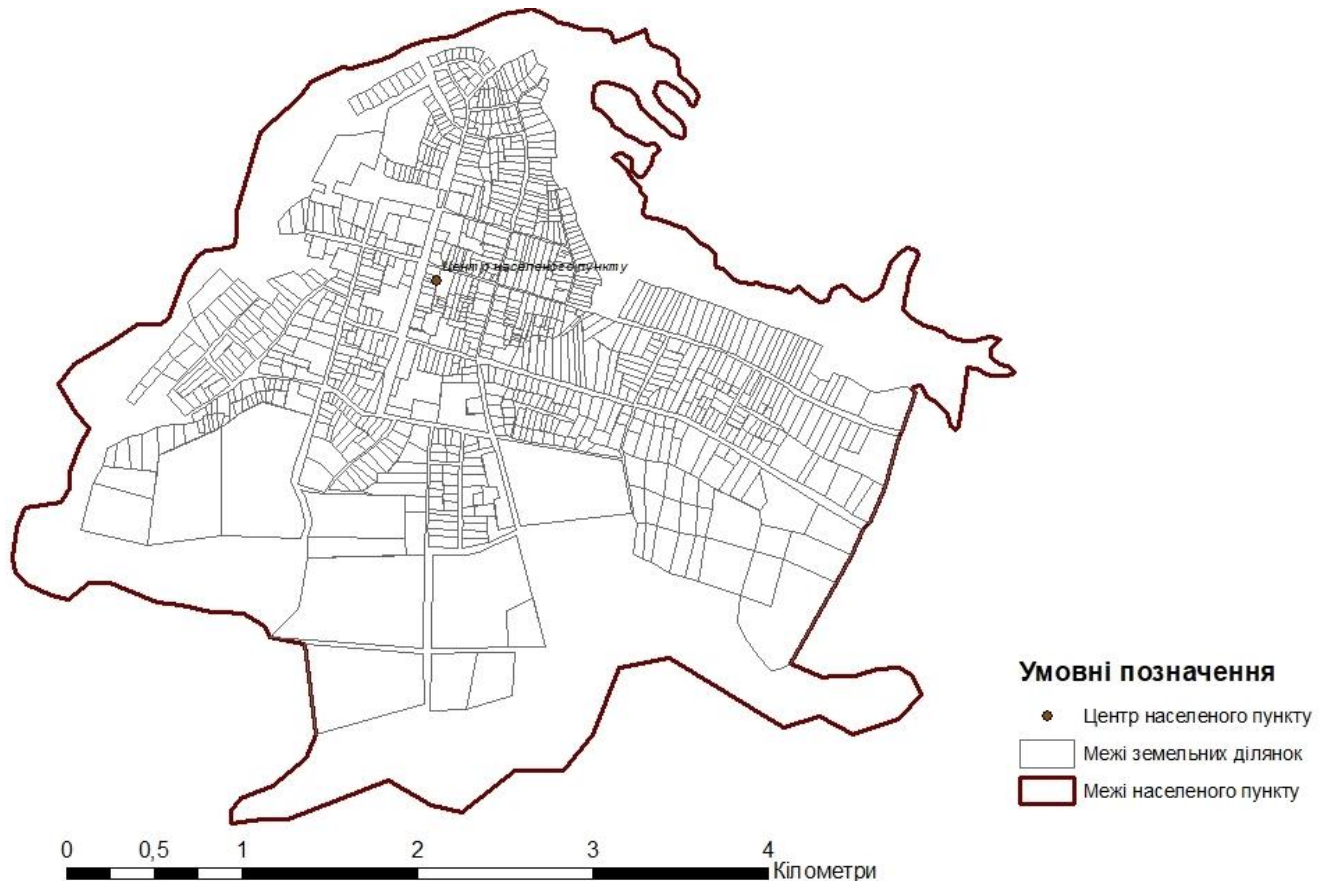 Центр населеного пункту
Умовні позначення
Центр населеного пункту
Межі земельних ділянок
Межі населеного пункту
0 0,5 1 2 3 4
Кілометри